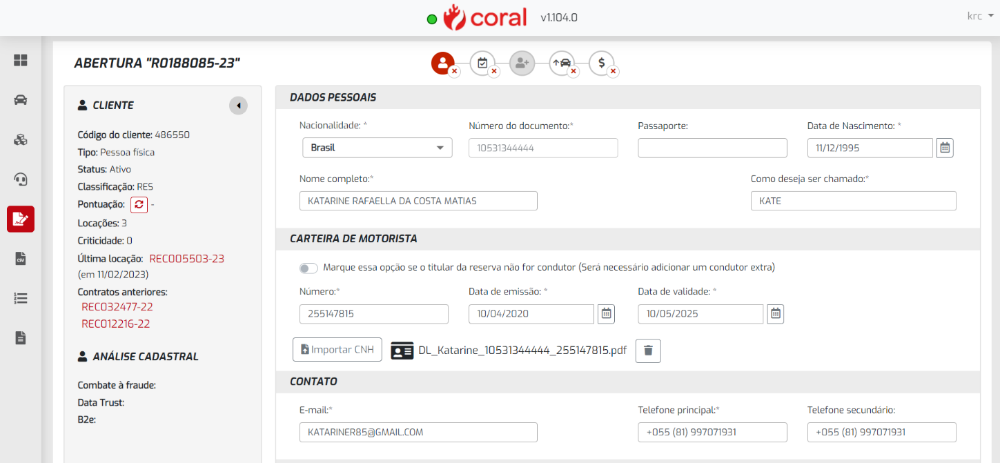 coral v1.104.0
krc
ABERTURA "RO188085-23"
$
CLIENTE
Código do cliente: 486550
Tipo: Pessoa física
Status: Ativo
Classificação: RES
Pontuação: -
Locações: 3
Criticidade: 0
Última locação: REC005503-23
(em 11/02/2023)
Contratos anteriores:
REC032477-22
REC012216-22
ANÁLISE CADASTRAL
Combate à fraude:
Data Trust:
B2e:
DADOS PESSOAIS
Nacionalidade: * Número do documento:* Passaporte: Data de Nascimento: *
Brasil 10531344444 11/12/1995
Nome completo:* Como deseja ser chamado:*
KATARINE RAFAELLA DA COSTA MATIAS KATE
CARTEIRA DE MOTORISTA
Marque essa opção se o titular da reserva não for condutor (Será necessário adicionar um condutor extra)
Número:* Data de emissão: * Data de validade: *
255147815 10/04/2020 10/05/2025
Importar CNH DL_Katarine_10531344444_255147815.pdf
CONTATO
E-mail:* Telefone principal:* Telefone secundário:
KATARINER85@GMAIL.COM +055 (81) 997071931 +055 (81) 997071931
CSV